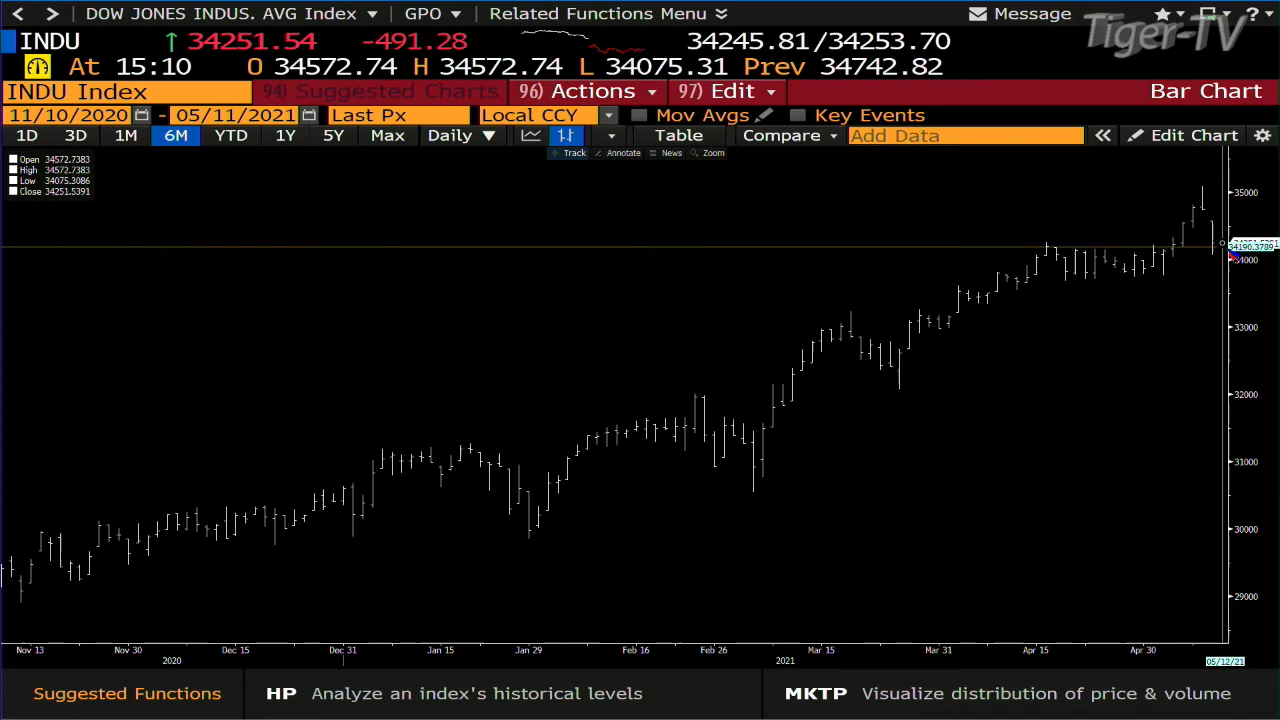 DOW JONES INDUS. AVG Index GPO Related Functions Menu Message ?
Tiger-TV
INDU 34251.54 -491.28 34245.81/34253.70
At 15:10 O 34572.74 H 34572.74 L 34075.31 Prev 34742.82
INDU Index 94) Suggested Charts 96) Actions 97) Edit Bar Chart
11/10/2020 - 05/11/2021 Last Px Local CCY Mov Avgs Key Events
1D 3D 1M 6M YTD 1Y 5Y Max Daily Table Compare Add Data Edit Chart
Track Annotate News Zoom
Open 34572.7383
High 34572.7383
Low 34075.3086
Close 34251.5391
35000
34190.3789
34000
33000
32000
31000
30000
29000
Nov 13 Nov 30 Dec 15 Dec 31 Jan 15 Jan 29 Feb 16 Feb 26 Mar 15 Mar 31 Apr 15 Apr 30
2020 2021 05/12/21
Suggested Functions HP Analyze an index's historical levels MKTP Visualize distribution of price & volume